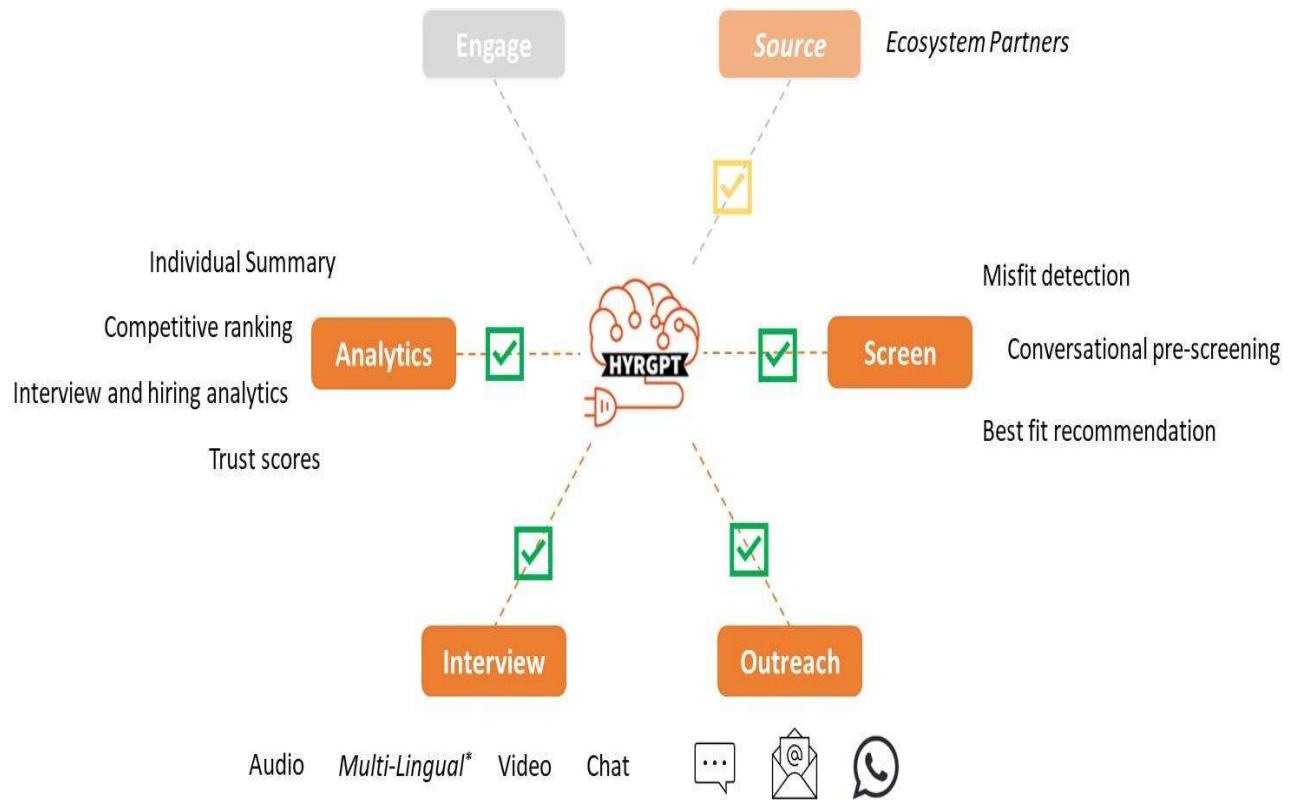 Engage
Source
Ecosystem Partners
Individual Summary
Misfit detection
Competitive ranking
Analytics
HYRGPT
Screen
Conversational pre-screening
Interview and hiring analytics
Best fit recommendation
Trust scores
Interview
Outreach
Audio
Multi-Lingual*
Video
Chat
@